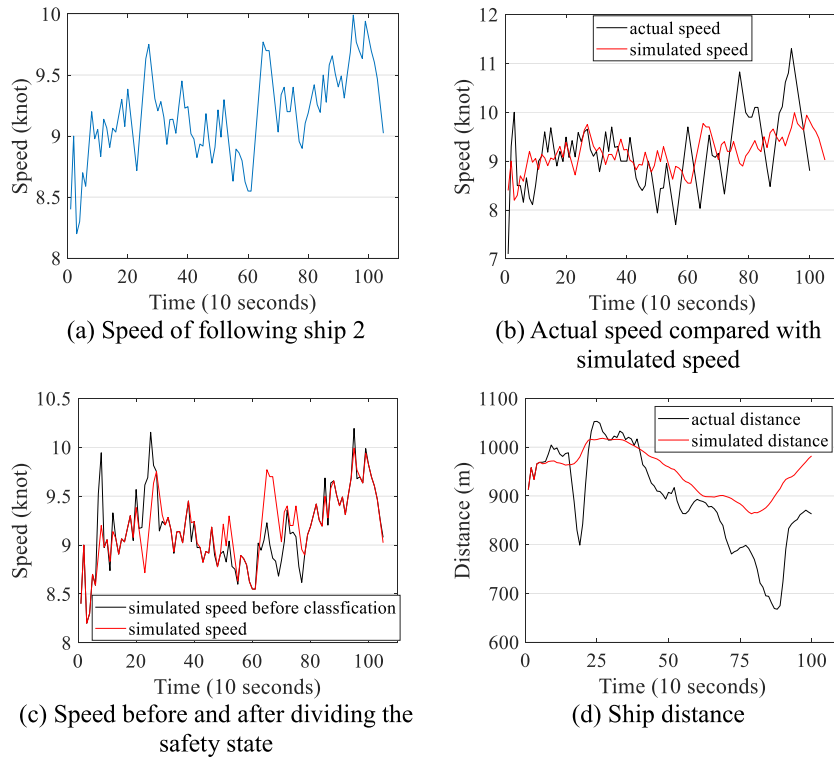 10
9.5
9
8.5
8
Speed (knot)
0 20 40 60 80 100
Time (10 seconds)
(a) Speed of following ship 2
12
11
10
9
8
7
Speed (knot)
actual speed
simulated speed
0 20 40 60 80 100
Time (10 seconds)
(b) Actual speed compared with
simulated speed
10.5
10
9.5
9
8.5
8
Speed (knot)
simulated speed before classfication
simulated speed
0 20 40 60 80 100
Time (10 seconds)
(c) Speed before and after dividing the
safety state
1100
1000
900
800
700
600
Distance (m)
actual distance
simulated distance
0 25 50 75 100
Time (10 seconds)
(d) Ship distance